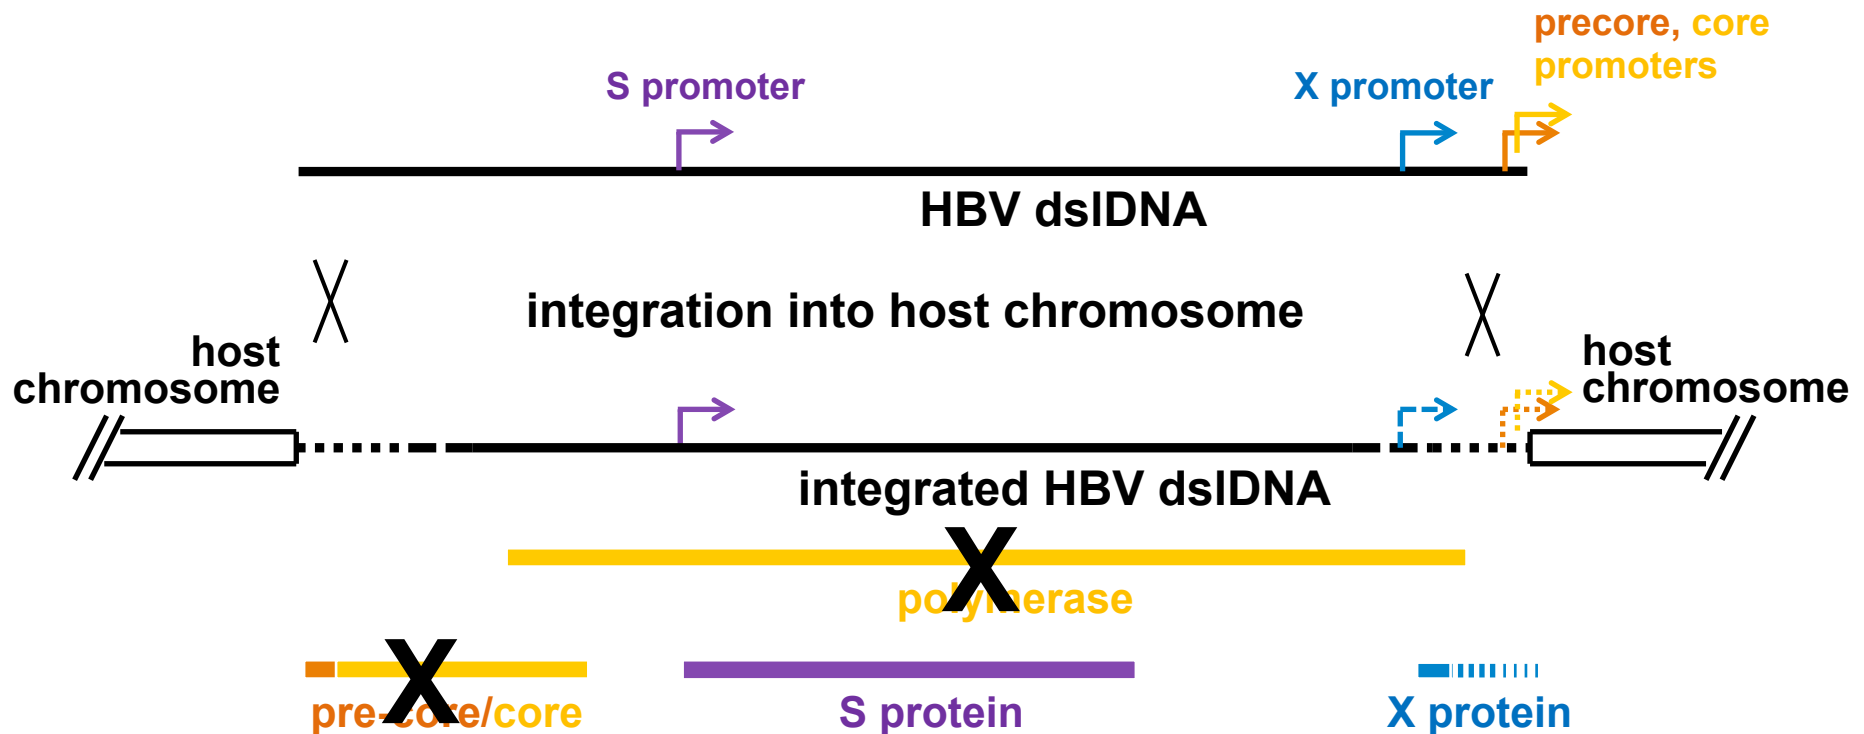 precore, core
promoters
S promoter
X promoter
HBV dslDNA
integration into host chromosome
host
chromosome
host
chromosome
integrated HBV dslDNA
X
polymerase
X
pre-core/core
S protein
X protein